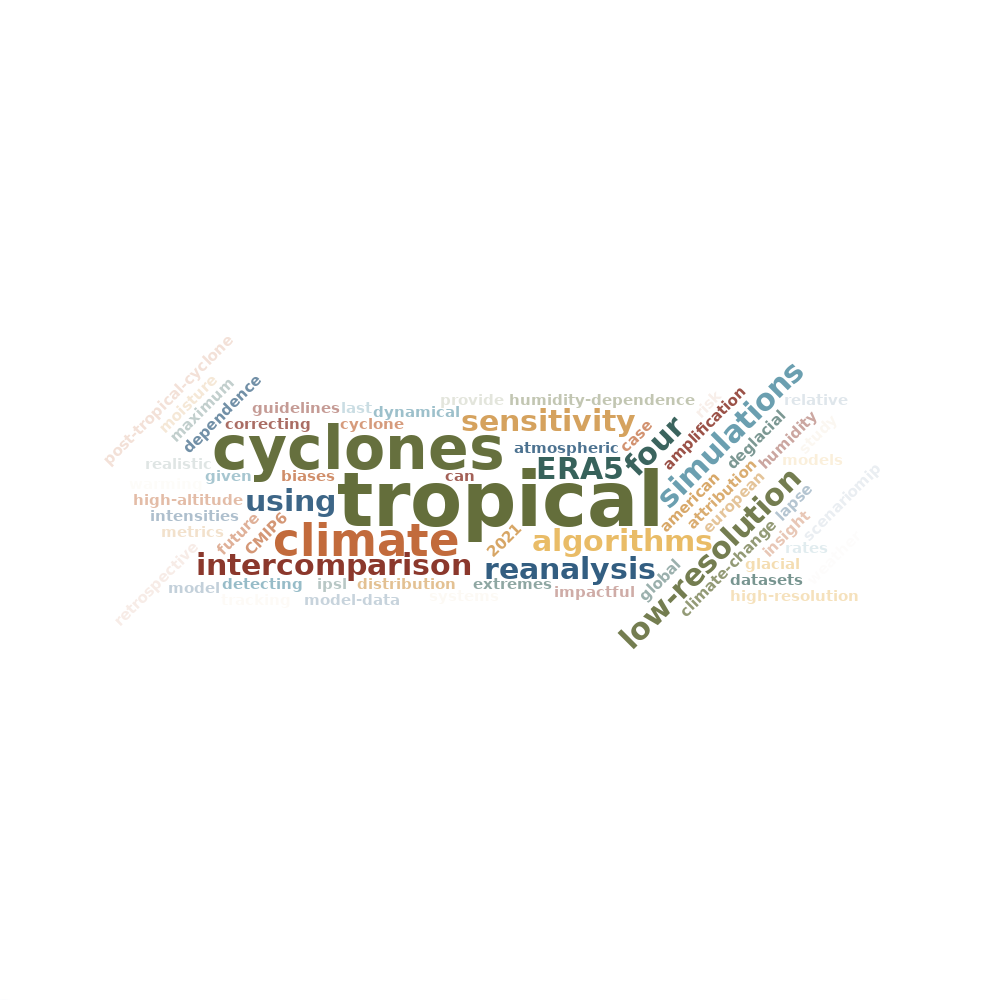 post-tropical-cyclone
moisture
maximum
dependence
guidelines
last
dynamical
provide
humidity-dependence
risk
amplification
simulations
relative
correcting
cyclone
sensitivity
case
four
deglacial
humidity
study
cyclones
atmospheric
realistic
given
biases
can
ERA5
tropical
american
attribution
european
models
high-altitude
using
low-resolution
lapse
scenariomip
intensities
metrics
future
CMIP6
climate
2021
algorithms
climate-change
insight
rates
retrospective
intercomparison
reanalysis
global
glacial
model
detecting
ipsl
distribution
extremes
impactful
datasets
tracking
model-data
systems
high-resolution